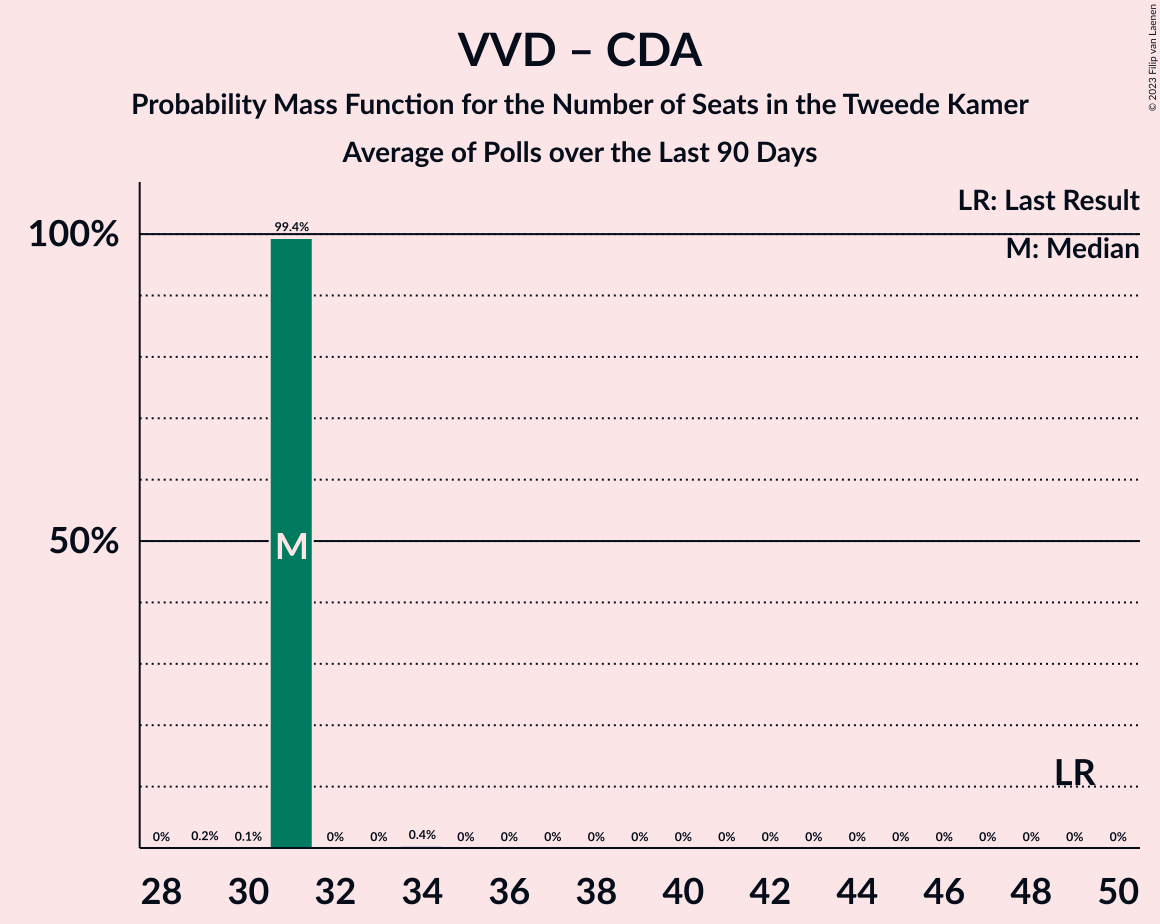 VVD – CDA
Probability Mass Function for the Number of Seats in the Tweede Kamer
Average of Polls over the Last 90 Days
© 2023 Filip van Laenen
LR: Last Result
M: Median
100%
50%
99.4%
M
LR
0% 0.2% 0.1% 0% 0% 0.4% 0% 0% 0% 0% 0% 0% 0% 0% 0% 0% 0% 0% 0% 0% 0% 0%
28 30 32 34 36 38 40 42 44 46 48 50